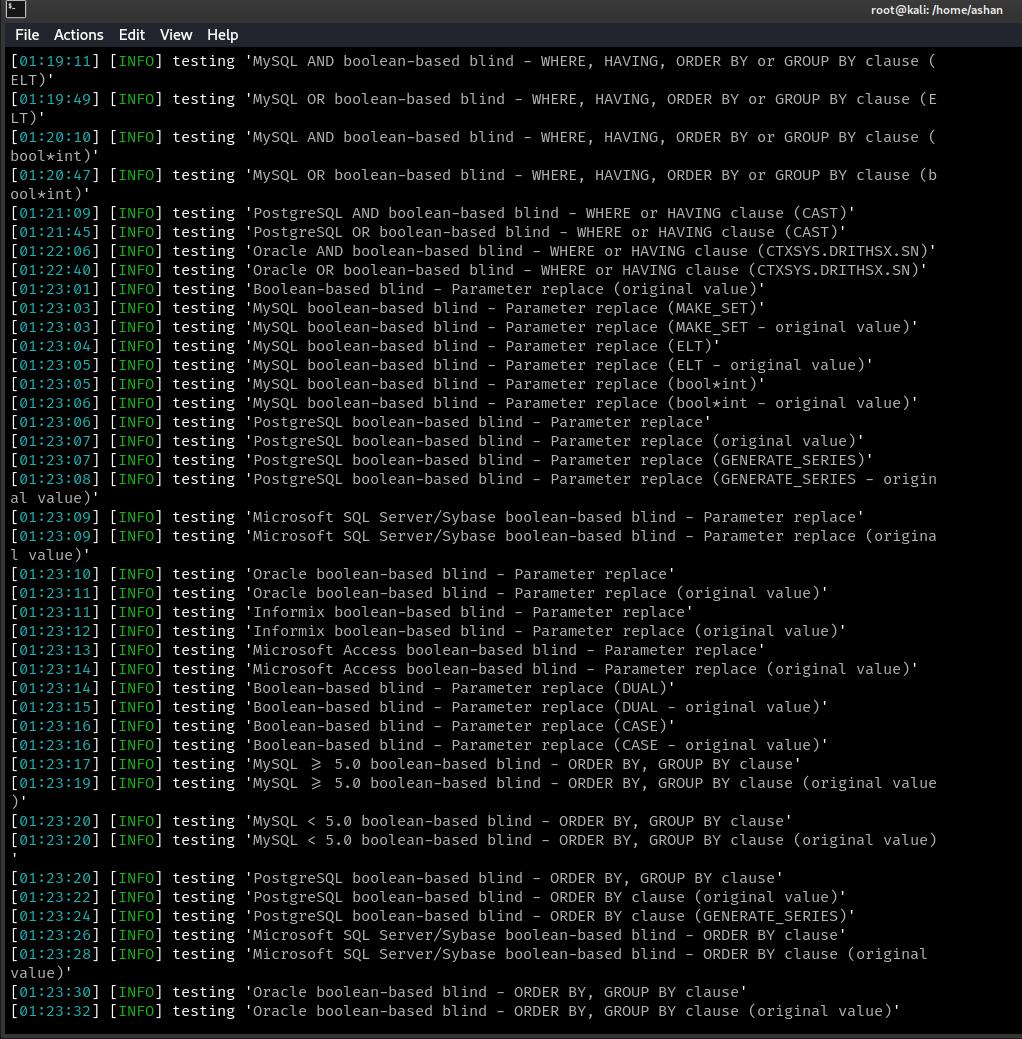 root@kali: /home/ashan
File Actions Edit View Help
[01:19:11] [INFO] testing 'MySQL AND boolean-based blind - WHERE, HAVING, ORDER BY or GROUP BY clause (
ELT)'
[01:19:49] [INFO] testing 'MySQL OR boolean-based blind - WHERE, HAVING, ORDER BY or GROUP BY clause (E
LT)'
[01:20:10] [INFO] testing 'MySQL AND boolean-based blind - WHERE, HAVING, ORDER BY or GROUP BY clause (
bool*int)'
[01:20:47] [INFO] testing 'MySQL OR boolean-based blind - WHERE, HAVING, ORDER BY or GROUP BY clause (b
ool*int)'
[01:21:09] [INFO] testing 'PostgreSQL AND boolean-based blind - WHERE or HAVING clause (CAST)'
[01:21:45] [INFO] testing 'PostgreSQL OR boolean-based blind - WHERE or HAVING clause (CAST)'
[01:22:06] [INFO] testing 'Oracle AND boolean-based blind - WHERE or HAVING clause (CTXSYS.DRITHSX.SN)'
[01:22:40] [INFO] testing 'Oracle OR boolean-based blind - WHERE or HAVING clause (CTXSYS.DRITHSX.SN)'
[01:23:01] [INFO] testing 'Boolean-based blind - Parameter replace (original value)'
[01:23:03] [INFO] testing 'MySQL boolean-based blind - Parameter replace (MAKE_SET)'
[01:23:03] [INFO] testing 'MySQL boolean-based blind - Parameter replace (MAKE_SET - original value)'
[01:23:04] [INFO] testing 'MySQL boolean-based blind - Parameter replace (ELT)'
[01:23:05] [INFO] testing 'MySQL boolean-based blind - Parameter replace (ELT - original value)'
[01:23:05] [INFO] testing 'MySQL boolean-based blind - Parameter replace (bool*int)'
[01:23:06] [INFO] testing 'MySQL boolean-based blind - Parameter replace (bool*int - original value)'
[01:23:06] [INFO] testing 'PostgreSQL boolean-based blind - Parameter replace'
[01:23:07] [INFO] testing 'PostgreSQL boolean-based blind - Parameter replace (original value)'
[01:23:07] [INFO] testing 'PostgreSQL boolean-based blind - Parameter replace (GENERATE_SERIES)'
[01:23:08] [INFO] testing 'PostgreSQL boolean-based blind - Parameter replace (GENERATE_SERIES - origin
al value)'
[01:23:09] [INFO] testing 'Microsoft SQL Server/Sybase boolean-based blind - Parameter replace'
[01:23:09] [INFO] testing 'Microsoft SQL Server/Sybase boolean-based blind - Parameter replace (origina
l value)'
[01:23:10] [INFO] testing 'Oracle boolean-based blind - Parameter replace'
[01:23:11] [INFO] testing 'Oracle boolean-based blind - Parameter replace (original value)'
[01:23:11] [INFO] testing 'Informix boolean-based blind - Parameter replace'
[01:23:12] [INFO] testing 'Informix boolean-based blind - Parameter replace (original value)'
[01:23:13] [INFO] testing 'Microsoft Access boolean-based blind - Parameter replace'
[01:23:14] [INFO] testing 'Microsoft Access boolean-based blind - Parameter replace (original value)'
[01:23:14] [INFO] testing 'Boolean-based blind - Parameter replace (DUAL)'
[01:23:15] [INFO] testing 'Boolean-based blind - Parameter replace (DUAL - original value)'
[01:23:16] [INFO] testing 'Boolean-based blind - Parameter replace (CASE)'
[01:23:16] [INFO] testing 'Boolean-based blind - Parameter replace (CASE - original value)'
[01:23:17] [INFO] testing 'MySQL ≥ 5.0 boolean-based blind - ORDER BY, GROUP BY clause'
[01:23:19] [INFO] testing 'MySQL ≥ 5.0 boolean-based blind - ORDER BY, GROUP BY clause (original value
)'
[01:23:20] [INFO] testing 'MySQL < 5.0 boolean-based blind - ORDER BY, GROUP BY clause'
[01:23:20] [INFO] testing 'MySQL < 5.0 boolean-based blind - ORDER BY, GROUP BY clause (original value)
'
[01:23:20] [INFO] testing 'PostgreSQL boolean-based blind - ORDER BY, GROUP BY clause'
[01:23:22] [INFO] testing 'PostgreSQL boolean-based blind - ORDER BY clause (original value)'
[01:23:24] [INFO] testing 'PostgreSQL boolean-based blind - ORDER BY clause (GENERATE_SERIES)'
[01:23:26] [INFO] testing 'Microsoft SQL Server/Sybase boolean-based blind - ORDER BY clause'
[01:23:28] [INFO] testing 'Microsoft SQL Server/Sybase boolean-based blind - ORDER BY clause (original
value)'
[01:23:30] [INFO] testing 'Oracle boolean-based blind - ORDER BY, GROUP BY clause'
[01:23:32] [INFO] testing 'Oracle boolean-based blind - ORDER BY, GROUP BY clause (original value)'